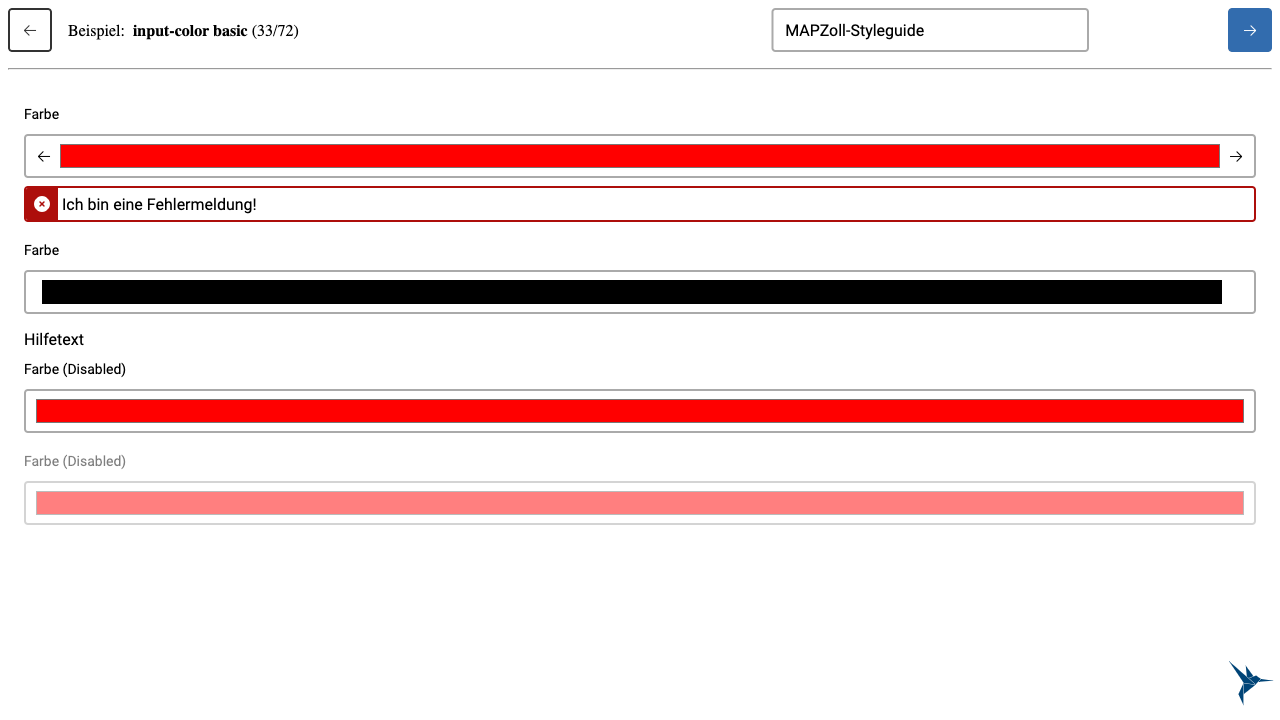 Beispiel: input-color basic (33/72)
MAPZoll-Styleguide
Farbe
Ich bin eine Fehlermeldung!
Farbe
Hilfetext
Farbe (Disabled)
Farbe (Disabled)